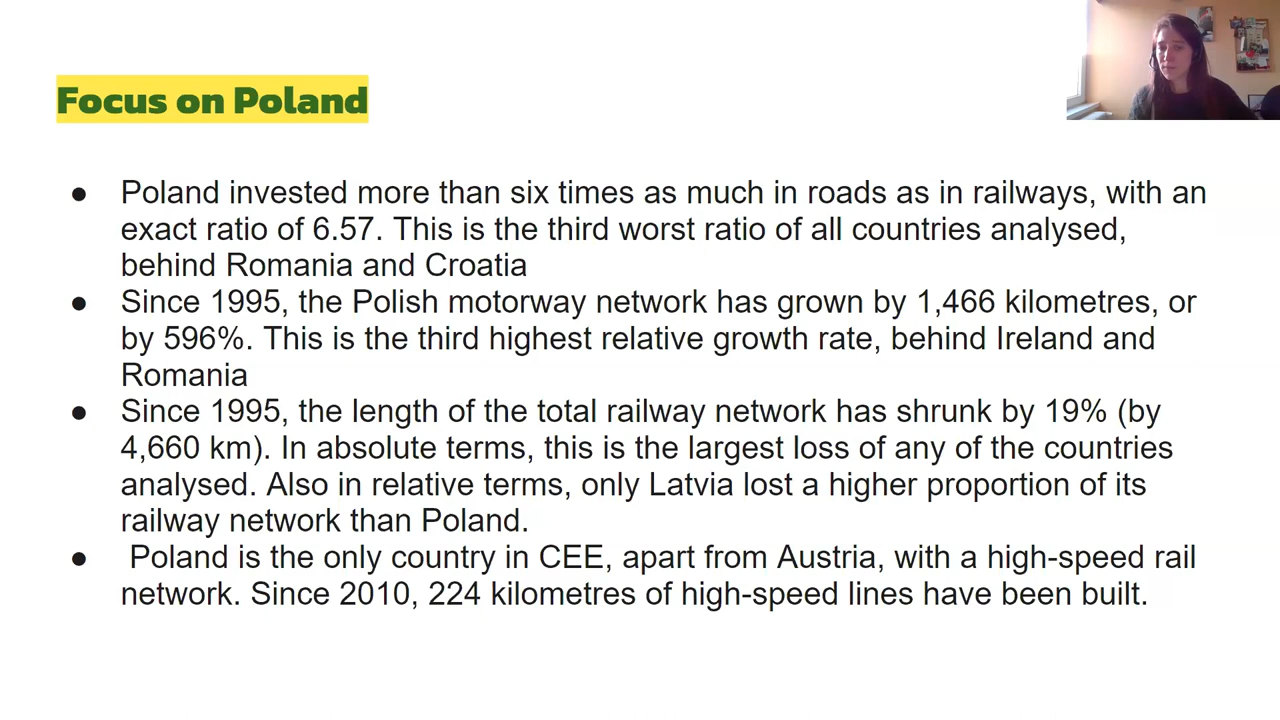 Focus on Poland
● Poland invested more than six times as much in roads as in railways, with an
exact ratio of 6.57. This is the third worst ratio of all countries analysed,
behind Romania and Croatia
● Since 1995, the Polish motorway network has grown by 1,466 kilometres, or
by 596%. This is the third highest relative growth rate, behind Ireland and
Romania
● Since 1995, the length of the total railway network has shrunk by 19% (by
4,660 km). In absolute terms, this is the largest loss of any of the countries
analysed. Also in relative terms, only Latvia lost a higher proportion of its
railway network than Poland.
● Poland is the only country in CEE, apart from Austria, with a high-speed rail
network. Since 2010, 224 kilometres of high-speed lines have been built.